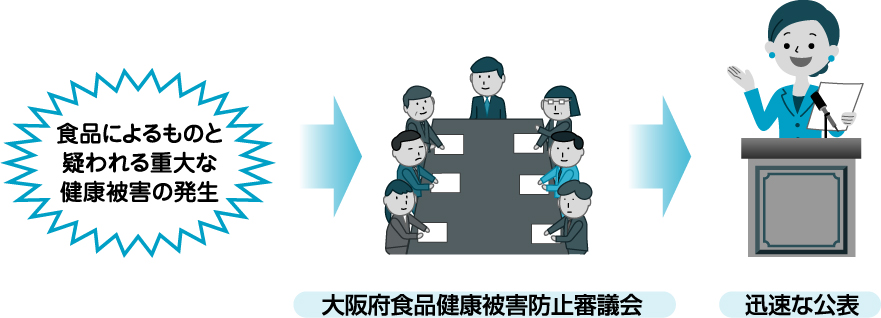 食品によるものと
疑われる重大な
健康被害の発生
大阪府食品健康被害防止審議会
迅速な公表